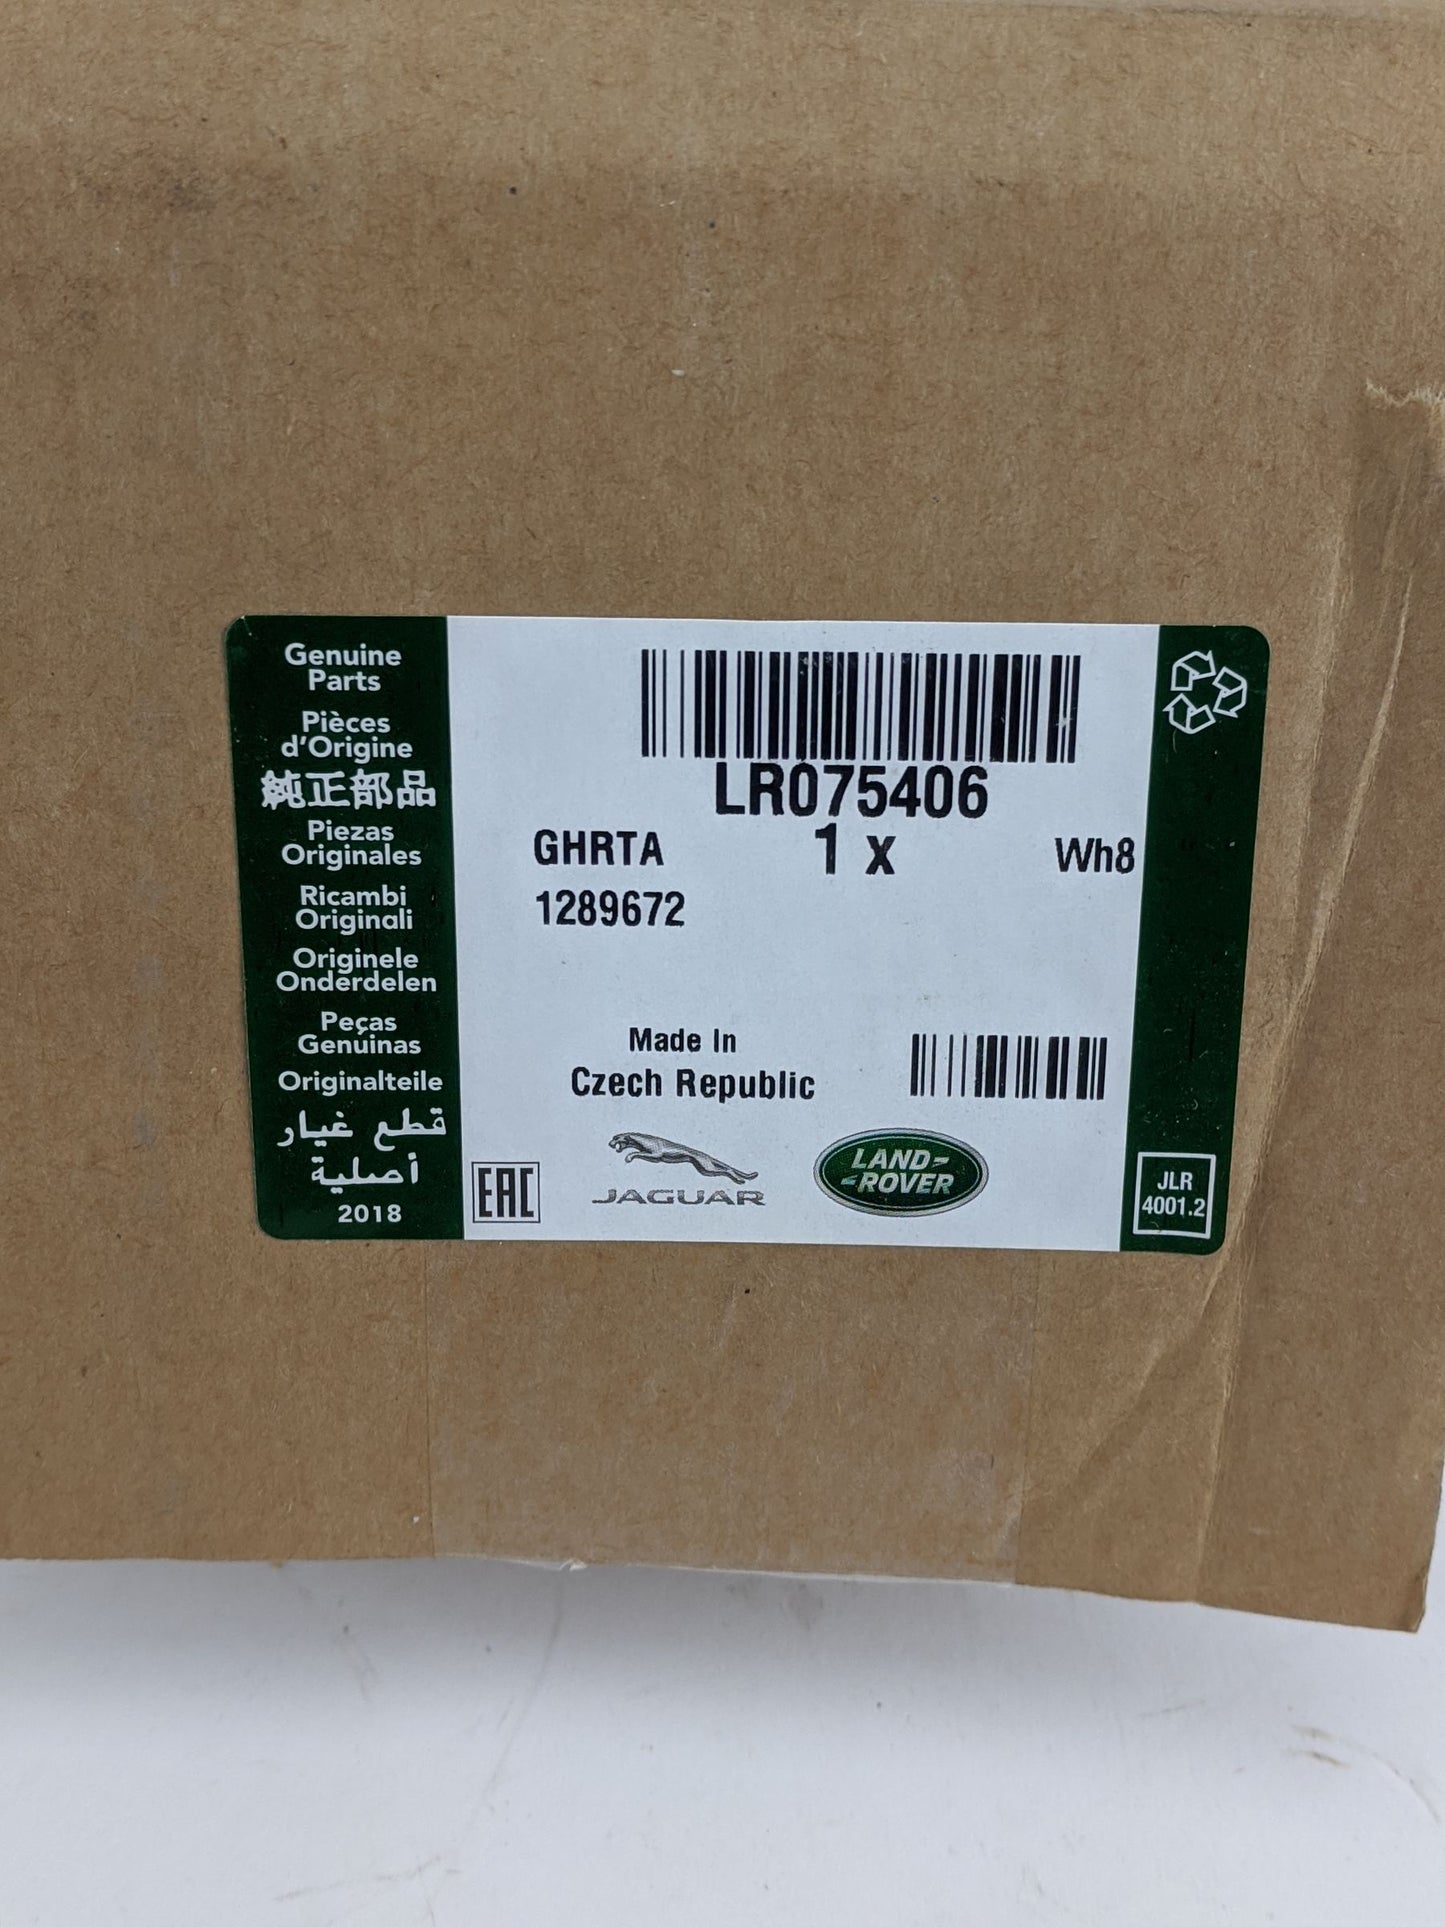 Genuine
Parts
Pièces
d'Origine
純正部品
Piezas
Originales
Ricambi
Originali
Originele
Onderdelen
Peças
Genuinas
Originalteile
قطع غيار
أصلية
2018
LR075406
GHRTA 1 x Wh8
1289672
Made In
Czech Republic
EAC
JAGUAR
LAND-
-ROVER
JLR
4001.2